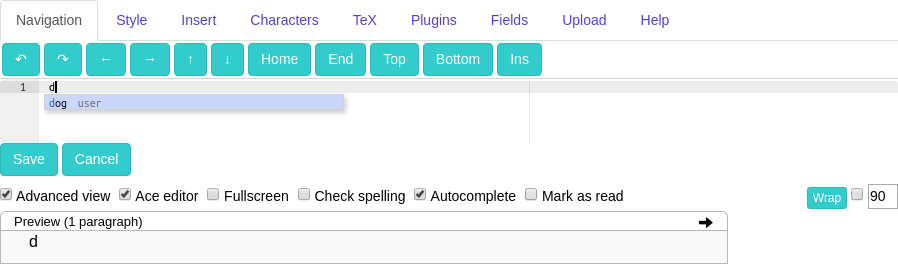 Navigation Style Insert Characters TeX Plugins Fields Upload Help
↶ ↷ ← → ↑ ↓ Home End Top Bottom Ins
1 d
dog user
Save Cancel
Advanced view Ace editor Fullscreen Check spelling Autocomplete Mark as read Wrap 90
Preview (1 paragraph)
d